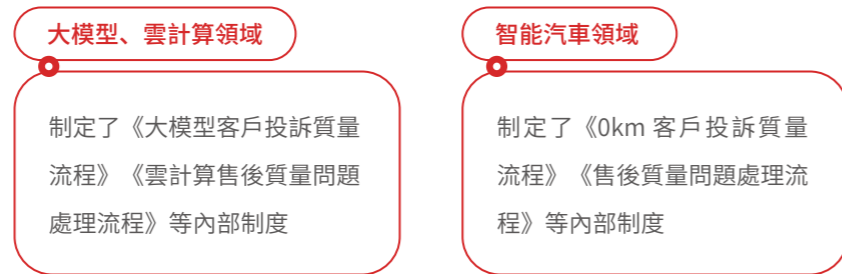 大模型、雲計算領域
制定了《大模型客戶投訴質量
流程》《雲計算售後質量問題
處理流程》等內部制度
智能汽車領域
制定了《0km 客戶投訴質量
流程》《售後質量問題處理流
程》等內部制度